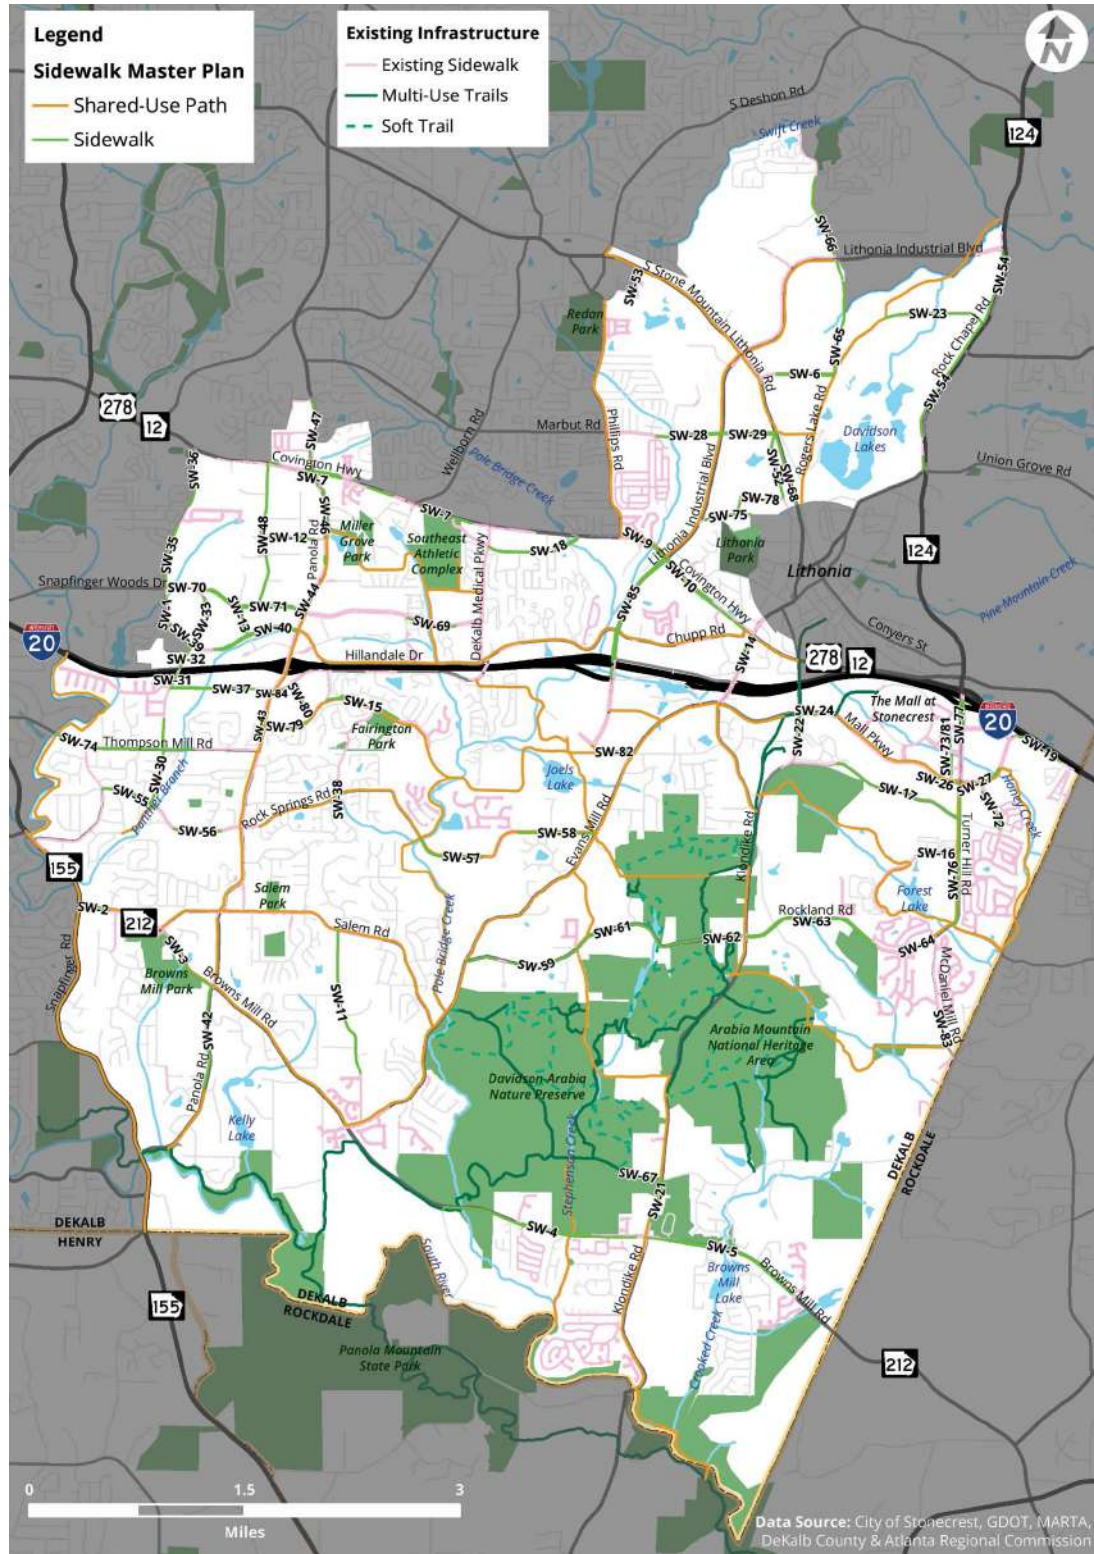 Legend
Sidewalk Master Plan
Shared-Use Path
Sidewalk
Existing Infrastructure
Existing Sidewalk
Multi-Use Trails
Soft Trail
N
S Deshon Rd
Swift Creek
124
SW-66
Lithonia Industrial Blvd
SW-54
SW-53
S Stone Mountain Lithonia Rd
Redan
Park
SW-23
Rock Chapel Rd
SW-65
SW-6
SW-54
278
12
SW-47
Wellborn Rd
Marbut Rd
Phillips Rd
SW-28
SW-29
Rogers Lake Rd
Davidson
Lakes
SW-36
Covington Hwy
SW-7
Pole Bridge Creek
Lithonia Industrial Blvd
SW-52
SW-68
Union Grove Rd
SW-78
SW-75
SW-46
SW-7
SW-48
SW-12
Panola Rd
Miller
Grove
Park
Southeast
Athletic
Complex
DeKalb Medical Pkwy
SW-18
SW-9
Lithonia
Park
124
SW-35
Lithonia
Snapfinger Woods Dr
SW-70
SW-10
Covington Hwy
Pine Mountain Creek
SW-1
SW-33
SW-13
SW-71
SW-44
SW-85
SW-69
Conyers St
20
SW-39
SW-40
Chupp Rd
SW-14
SW-32
Hillandale Dr
278
12
SW-31
SW-37
SW-84
SW-80
SW-15
The Mall at
Stonecrest
SW-77
20
SW-24
SW-22
SW-43
SW-79
Fairington
Park
Mall Pkwy
SW-73/81
SW-19
SW-74
Thompson Mill Rd
SW-82
SW-30
Joels
Lake
SW-26
SW-27
Honey Creek
SW-55
Panther Branch
SW-38
SW-17
SW-72
SW-56
Rock Springs Rd
SW-58
Evans Mill Rd
Klondike Rd
Turner Hill Rd
SW-57
SW-16
SW-76
155
Salem
Park
Forest
Lake
SW-2
212
Salem Rd
Pole Bridge Creek
Rockland Rd
SW-63
SW-61
SW-62
SW-64
SW-3
Snapfinger Rd
Browns
Mill Park
Browns Mill Rd
SW-59
McDaniel Mill Rd
SW-11
SW-42
SW-83
Arabia Mountain
National Heritage
Area
Panola Rd
Davidson-Arabia
Nature Preserve
Kelly
Lake
Stephenson Creek
SW-67
SW-21
DEKALB
ROCKDALE
DEKALB
HENRY
SW-4
SW-5
South River
Klondike Rd
Browns
Mill
Lake
Browns Mill Rd
155
DEKALB
ROCKDALE
Panola Mountain
State Park
Crooked Creek
212
0
1.5
3
Miles
Data Source: City of Stonecrest, GDOT, MARTA,
DeKalb County & Atlanta Regional Commission